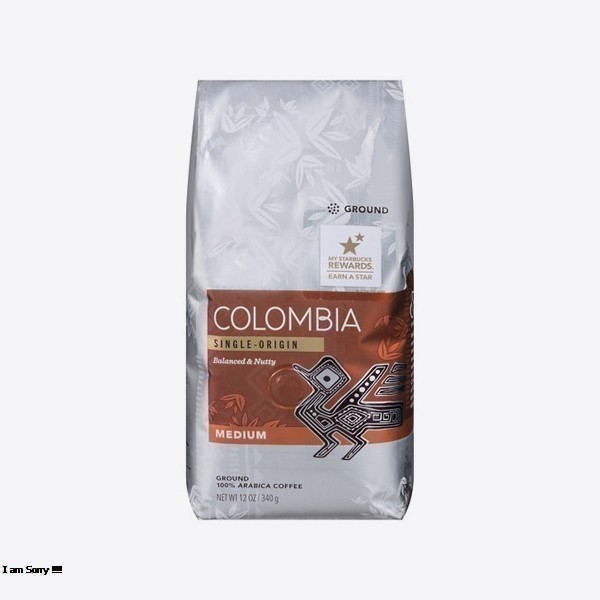 GROUND
MY STARBUCKS
REWARDS.
EARN A STAR
COLOMBIA
SINGLE-ORIGIN
Balanced & Nutty
MEDIUM
GROUND
100% ARABICA COFFEE
NET WT 12 OZ / 340 g
I am Sorry !!!!